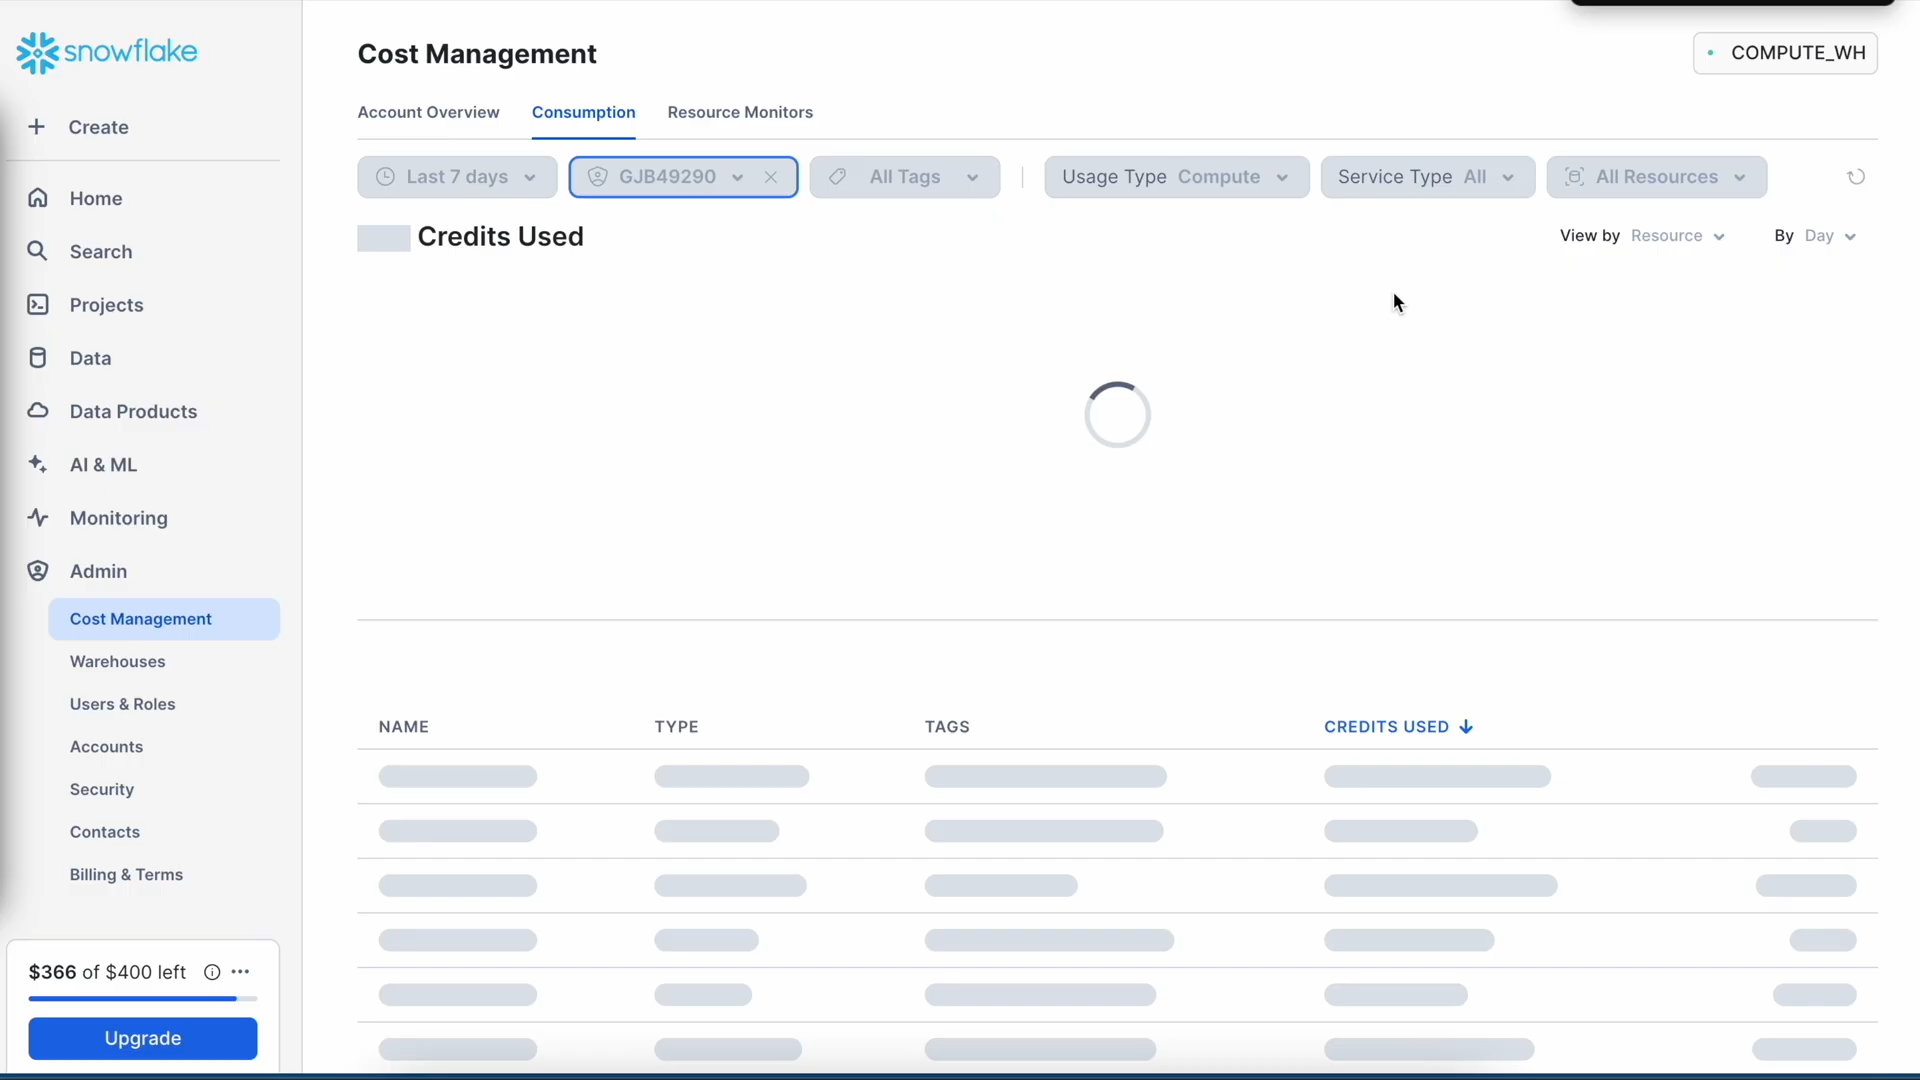 snowflake
Create
Home
Search
Projects
Data
Data Products
AI & ML
Monitoring
Admin
Cost Management
Warehouses
Users & Roles
Accounts
Security
Contacts
Billing & Terms
$366 of $400 left
Upgrade
Cost Management
COMPUTE_WH
Account Overview Consumption Resource Monitors
Last 7 days GJB49290 All Tags Usage Type Compute Service Type All All Resources
Credits Used View by Resource By Day
NAME TYPE TAGS CREDITS USED